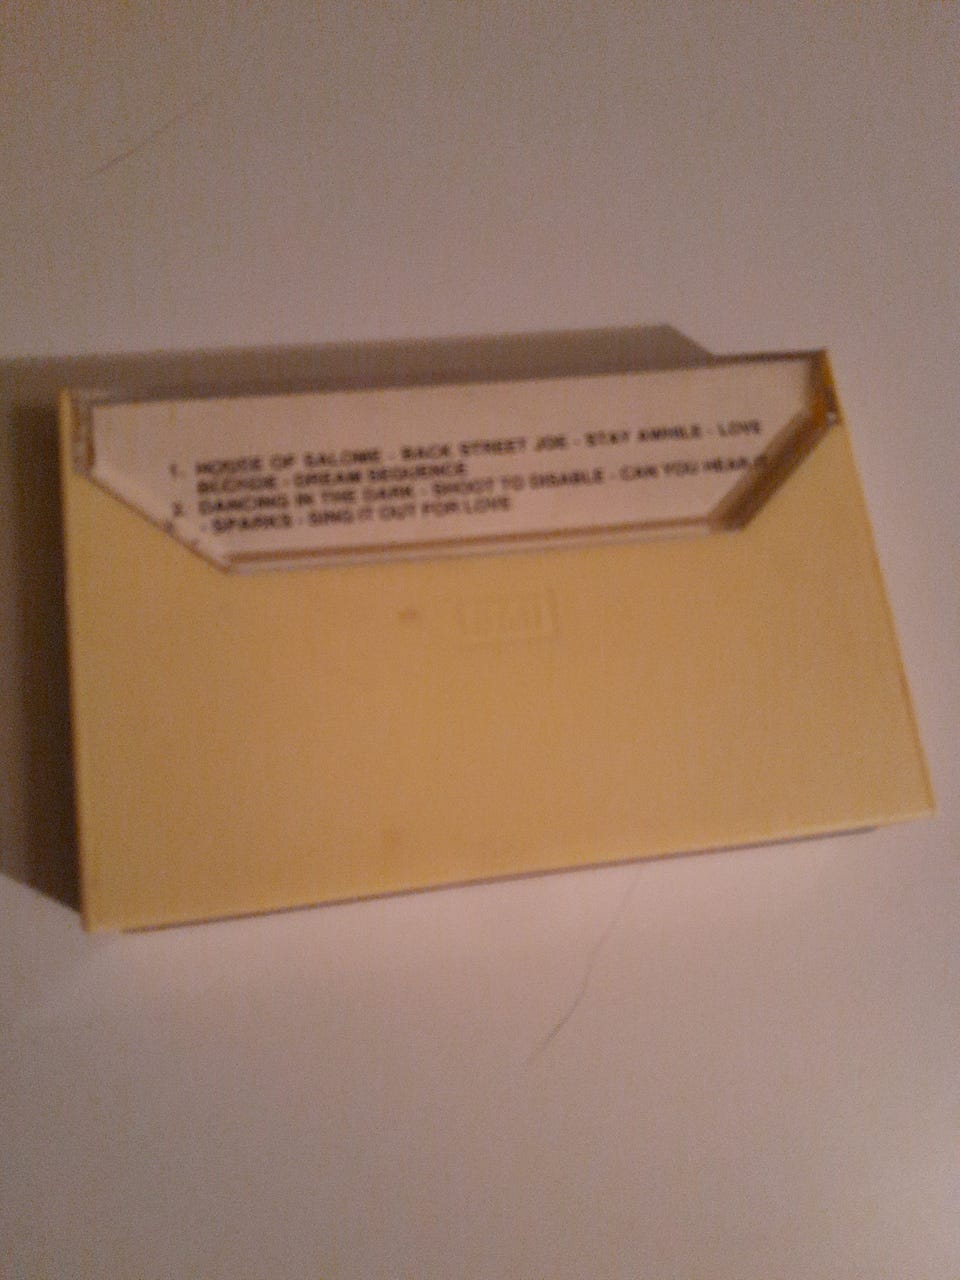 1. HOUSE OF SALOME - BACK STREET JOE - STAY AWHILE - LOVE
BLONDE - DREAM SEQUENCE
2. DANCING IN THE DARK - SHOOT TO DISABLE - CAN YOU HEAR IT
- SPARKS - SING IT OUT FOR LOVE